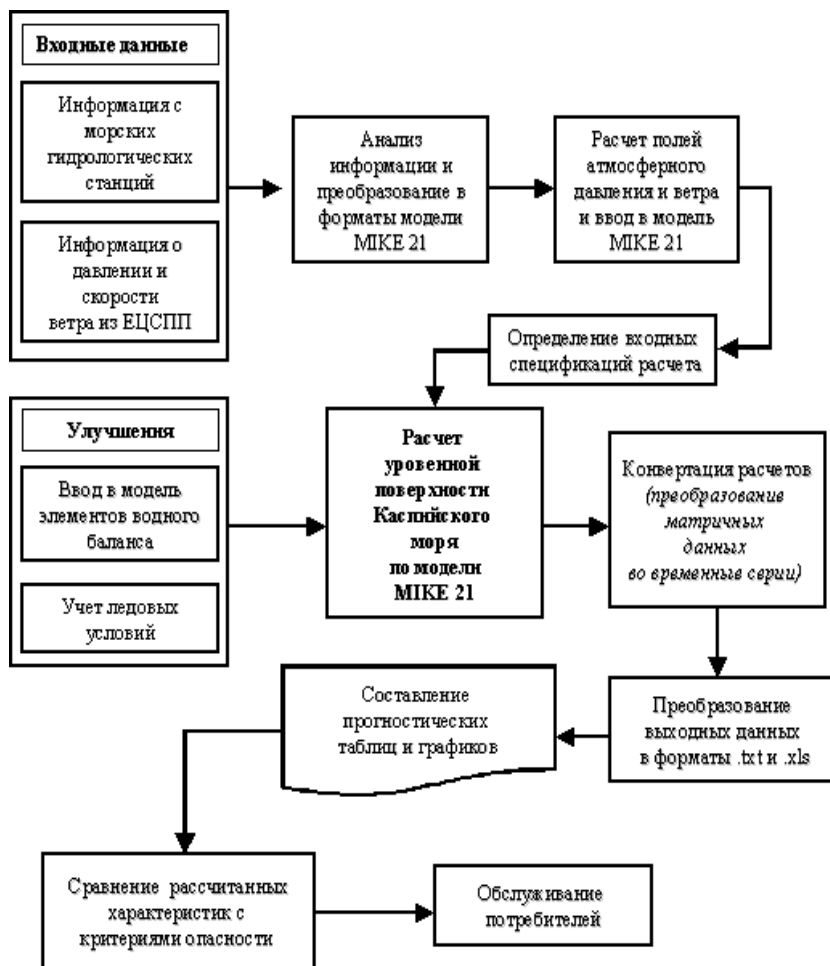 Входные данные
Информация с
морских
гидрологических
станций
Информация о
давлении и
скорости
ветра из ЕЦСПП
Анализ
информации и
преобразование в
форматы модели
MIKE 21
Расчет полей
атмосферного
давления и ветра
и ввод в модель
MIKE 21
Определение входных
спецификаций расчета
Улучшения
Ввод в модель
элементов водного
баланса
Учет ледовых
условий
Расчет
уровенной
поверхности
Каспийского
моря
по модели
MIKE 21
Конвертация расчетов
(преобразование
матричных
данных
во временные серии)
Преобразование
выходных данных
в форматы .txt и .xls
Составление
прогностических
таблиц и графиков
Сравнение рассчитанных
характеристик с
критериями опасности
Обслуживание
потребителей